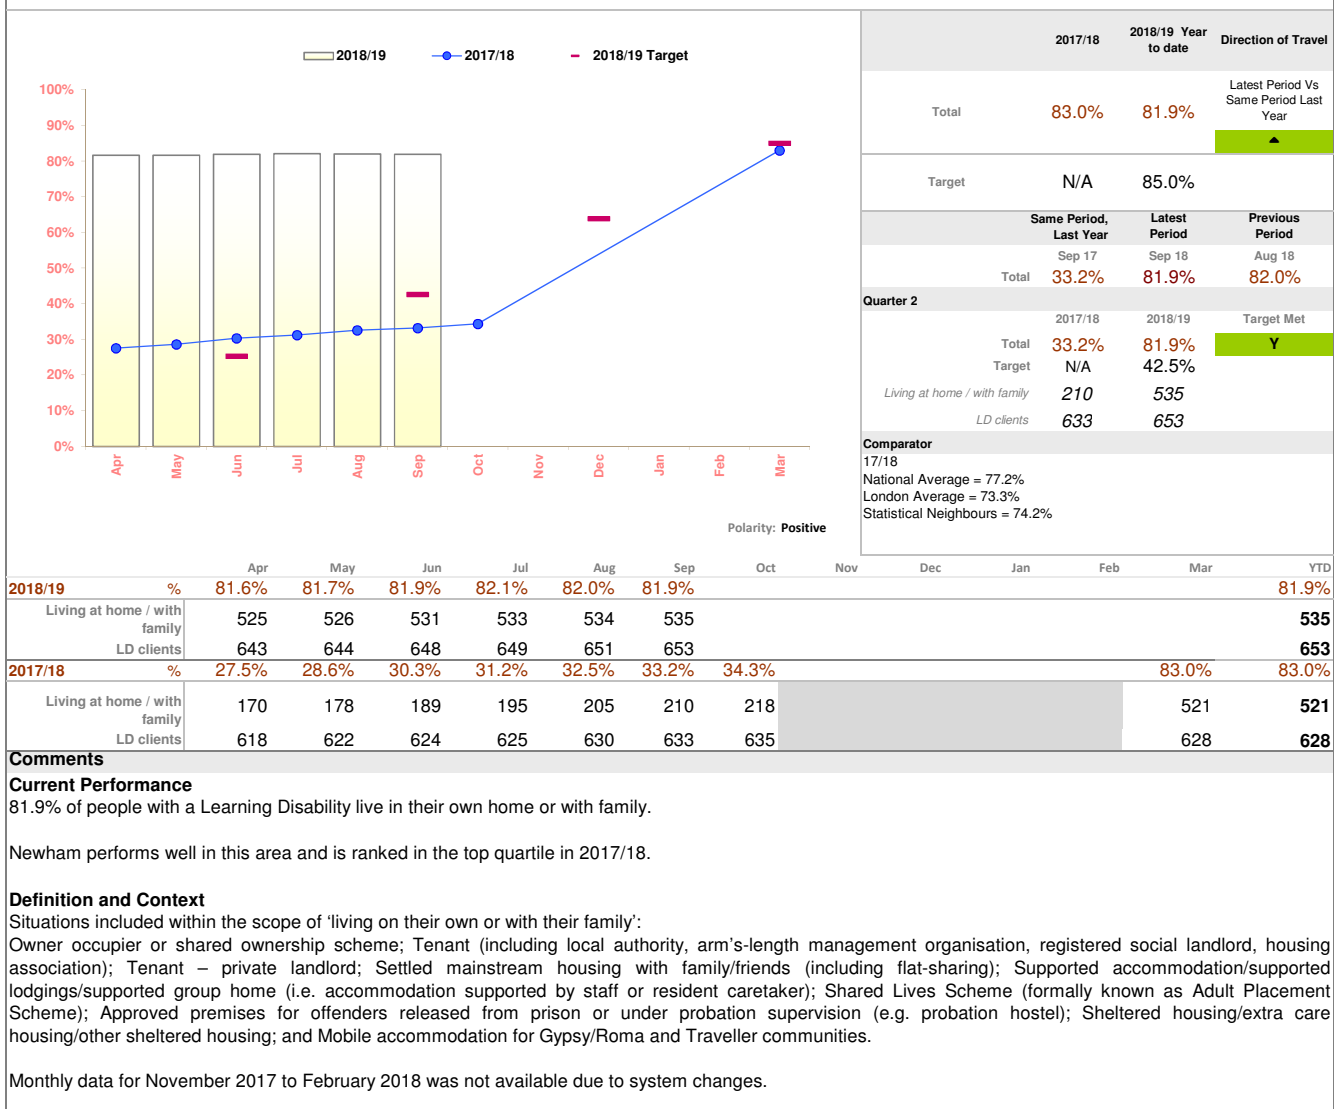 2018/19 2017/18 2018/19 Target
100%
90%
80%
70%
60%
50%
40%
30%
20%
10%
0%
Apr May Jun Jul Aug Sep Oct Nov Dec Jan Feb Mar
Polarity: Positive
2017/18 2018/19 Year to date Direction of Travel
Latest Period Vs
Same Period Last
Year
Total 83.0% 81.9%
Target N/A 85.0%
Same Period, Last Year Latest Period Previous Period
Sep 17 Sep 18 Aug 18
Total 33.2% 81.9% 82.0%
Quarter 2
2017/18 2018/19 Target Met
Total 33.2% 81.9% Y
Target N/A 42.5%
Living at home / with family 210 535
LD clients 633 653
Comparator
17/18
National Average = 77.2%
London Average = 73.3%
Statistical Neighbours = 74.2%
Apr May Jun Jul Aug Sep Oct Nov Dec Jan Feb Mar YTD
2018/19 % 81.6% 81.7% 81.9% 82.1% 82.0% 81.9% 81.9%
Living at home / with family 525 526 531 533 534 535 535
LD clients 643 644 648 649 651 653 653
2017/18 % 27.5% 28.6% 30.3% 31.2% 32.5% 33.2% 34.3% 83.0% 83.0%
Living at home / with family 170 178 189 195 205 210 218 521 521
LD clients 618 622 624 625 630 633 635 628 628
Comments
Current Performance
81.9% of people with a Learning Disability live in their own home or with family.
Newham performs well in this area and is ranked in the top quartile in 2017/18.
Definition and Context
Situations included within the scope of ‘living on their own or with their family’:
Owner occupier or shared ownership scheme; Tenant (including local authority, arm’s-length management organisation, registered social landlord, housing
association); Tenant – private landlord; Settled mainstream housing with family/friends (including flat-sharing); Supported accommodation/supported
lodgings/supported group home (i.e. accommodation supported by staff or resident caretaker); Shared Lives Scheme (formally known as Adult Placement
Scheme); Approved premises for offenders released from prison or under probation supervision (e.g. probation hostel); Sheltered housing/extra care
housing/other sheltered housing; and Mobile accommodation for Gypsy/Roma and Traveller communities.
Monthly data for November 2017 to February 2018 was not available due to system changes.